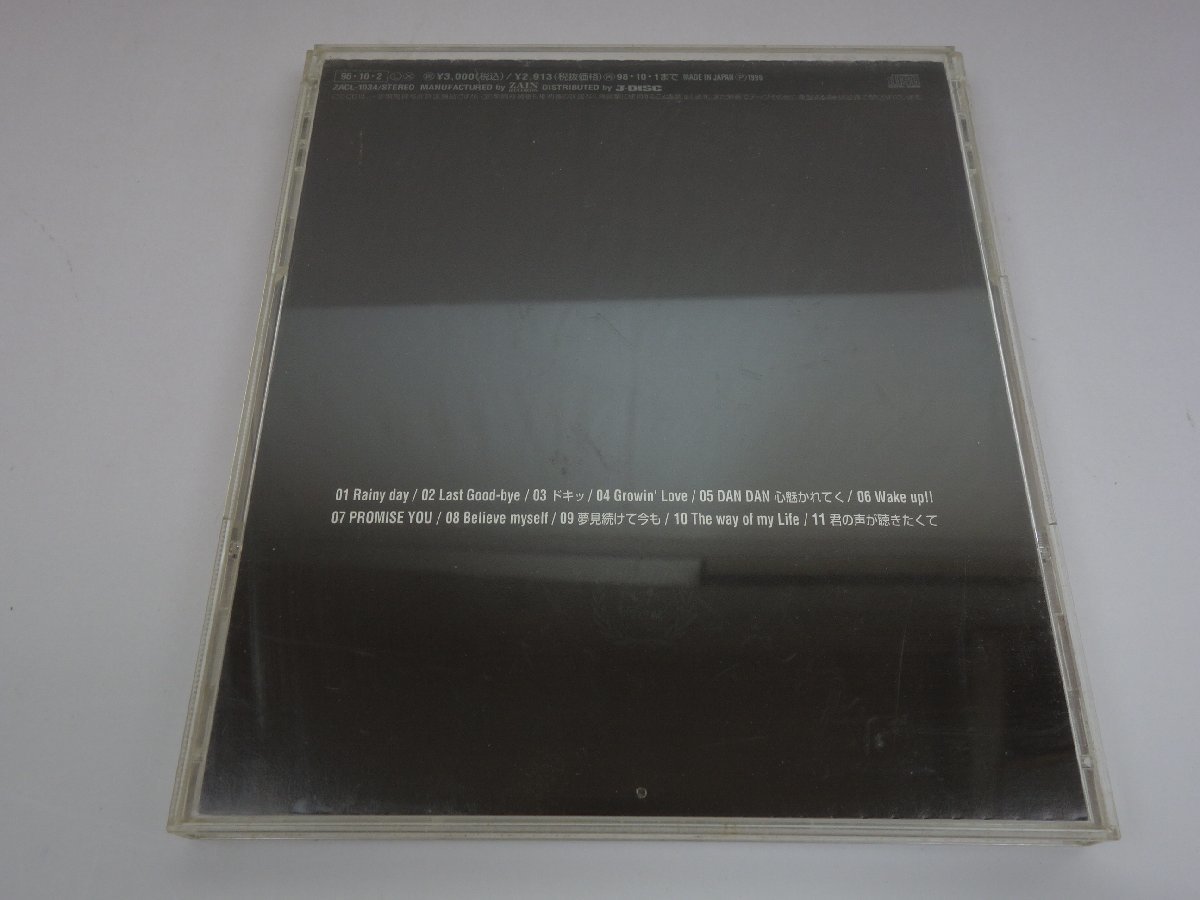 96・10・2 ¥3,000(税込)/¥2,913(税抜価格) 98・10・1まで MADE IN JAPAN Ⓟ1996
ZACL-1034/STEREO MANUFACTURED by ZAIN DISTRIBUTED by J-DISC
01 Rainy day / 02 Last Good-bye / 03 ドキッ / 04 Growin' Love / 05 DAN DAN 心魅かれてく / 06 Wake up!!
07 PROMISE YOU / 08 Believe myself / 09 夢見続けて今も / 10 The way of my Life / 11 君の声が聴きたくて